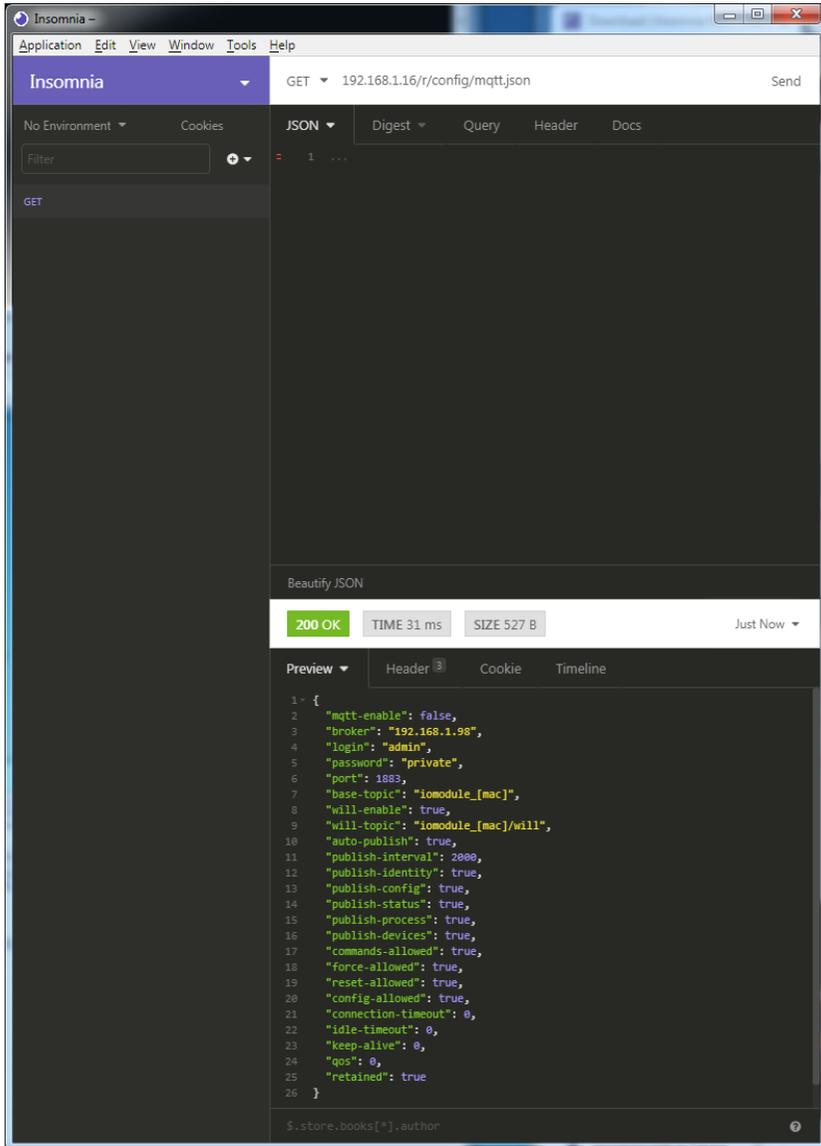 Insomnia –
Application Edit View Window Tools Help
Insomnia
GET 192.168.1.16/r/config/mqtt.json Send
No Environment Cookies
JSON Digest Query Header Docs
Filter
1 ...
GET
Beautify JSON
200 OK TIME 31 ms SIZE 527 B Just Now
Preview Header 3 Cookie Timeline
1 {
2 "mqtt-enable": false,
3 "broker": "192.168.1.98",
4 "login": "admin",
5 "password": "private",
6 "port": 1883,
7 "base-topic": "iomodule_[mac]",
8 "will-enable": true,
9 "will-topic": "iomodule_[mac]/will",
10 "auto-publish": true,
11 "publish-interval": 2000,
12 "publish-identity": true,
13 "publish-config": true,
14 "publish-status": true,
15 "publish-process": true,
16 "publish-devices": true,
17 "commands-allowed": true,
18 "force-allowed": true,
19 "reset-allowed": true,
20 "config-allowed": true,
21 "connection-timeout": 0,
22 "idle-timeout": 0,
23 "keep-alive": 0,
24 "qos": 0,
25 "retained": true
26 }
$.store.books[*].author